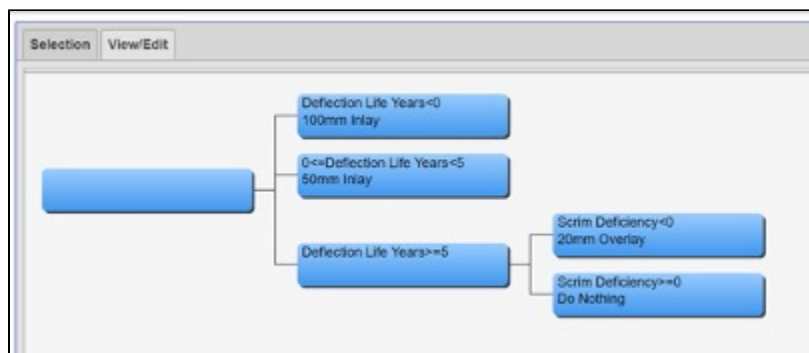 Selection
View/Edit
Deflection Life Years<0
100mm Inlay
0<=Deflection Life Years<5
50mm Inlay
Deflection Life Years>=5
Scrim Deficiency<0
20mm Overlay
Scrim Deficiency>=0
Do Nothing